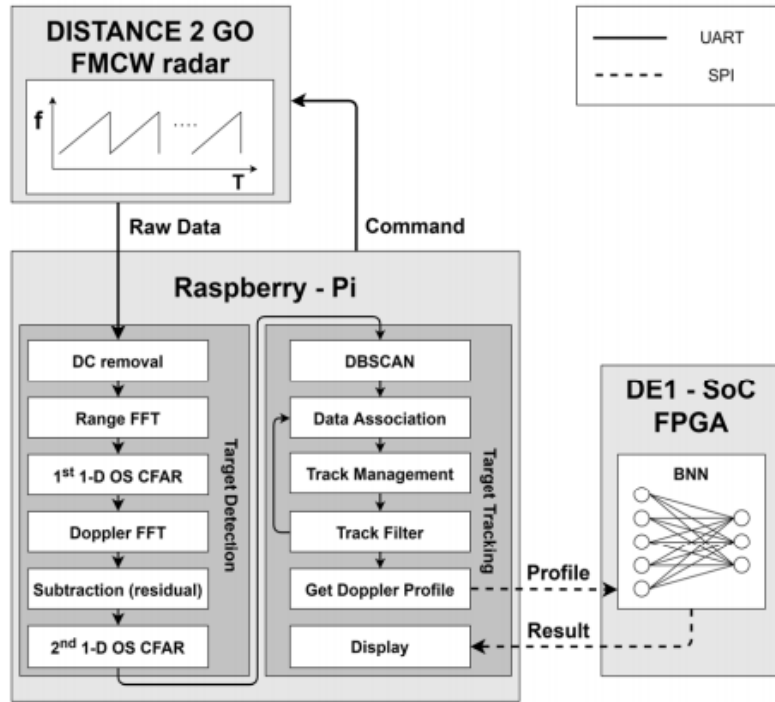 DISTANCE 2 GO
FMCW radar
f
T
UART
SPI
Raw Data
Command
Raspberry - Pi
DC removal
Range FFT
1st 1-D OS CFAR
Doppler FFT
Subtraction (residual)
2nd 1-D OS CFAR
Target Detection
DBSCAN
Data Association
Track Management
Track Filter
Get Doppler Profile
Display
Target Tracking
Profile
Result
DE1 - SoC
FPGA
BNN